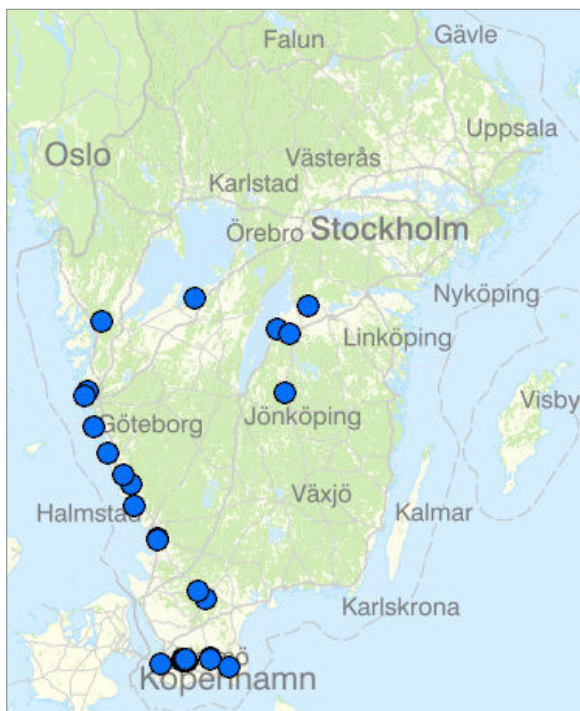 Falun
Gävle
Uppsala
Oslo
Västerås
Karlstad
Örebro
Stockholm
Nyköping
Linköping
Visby
Göteborg
Jönköping
Växjö
Halmstad
Kalmar
Karlskrona
Köpenhamn